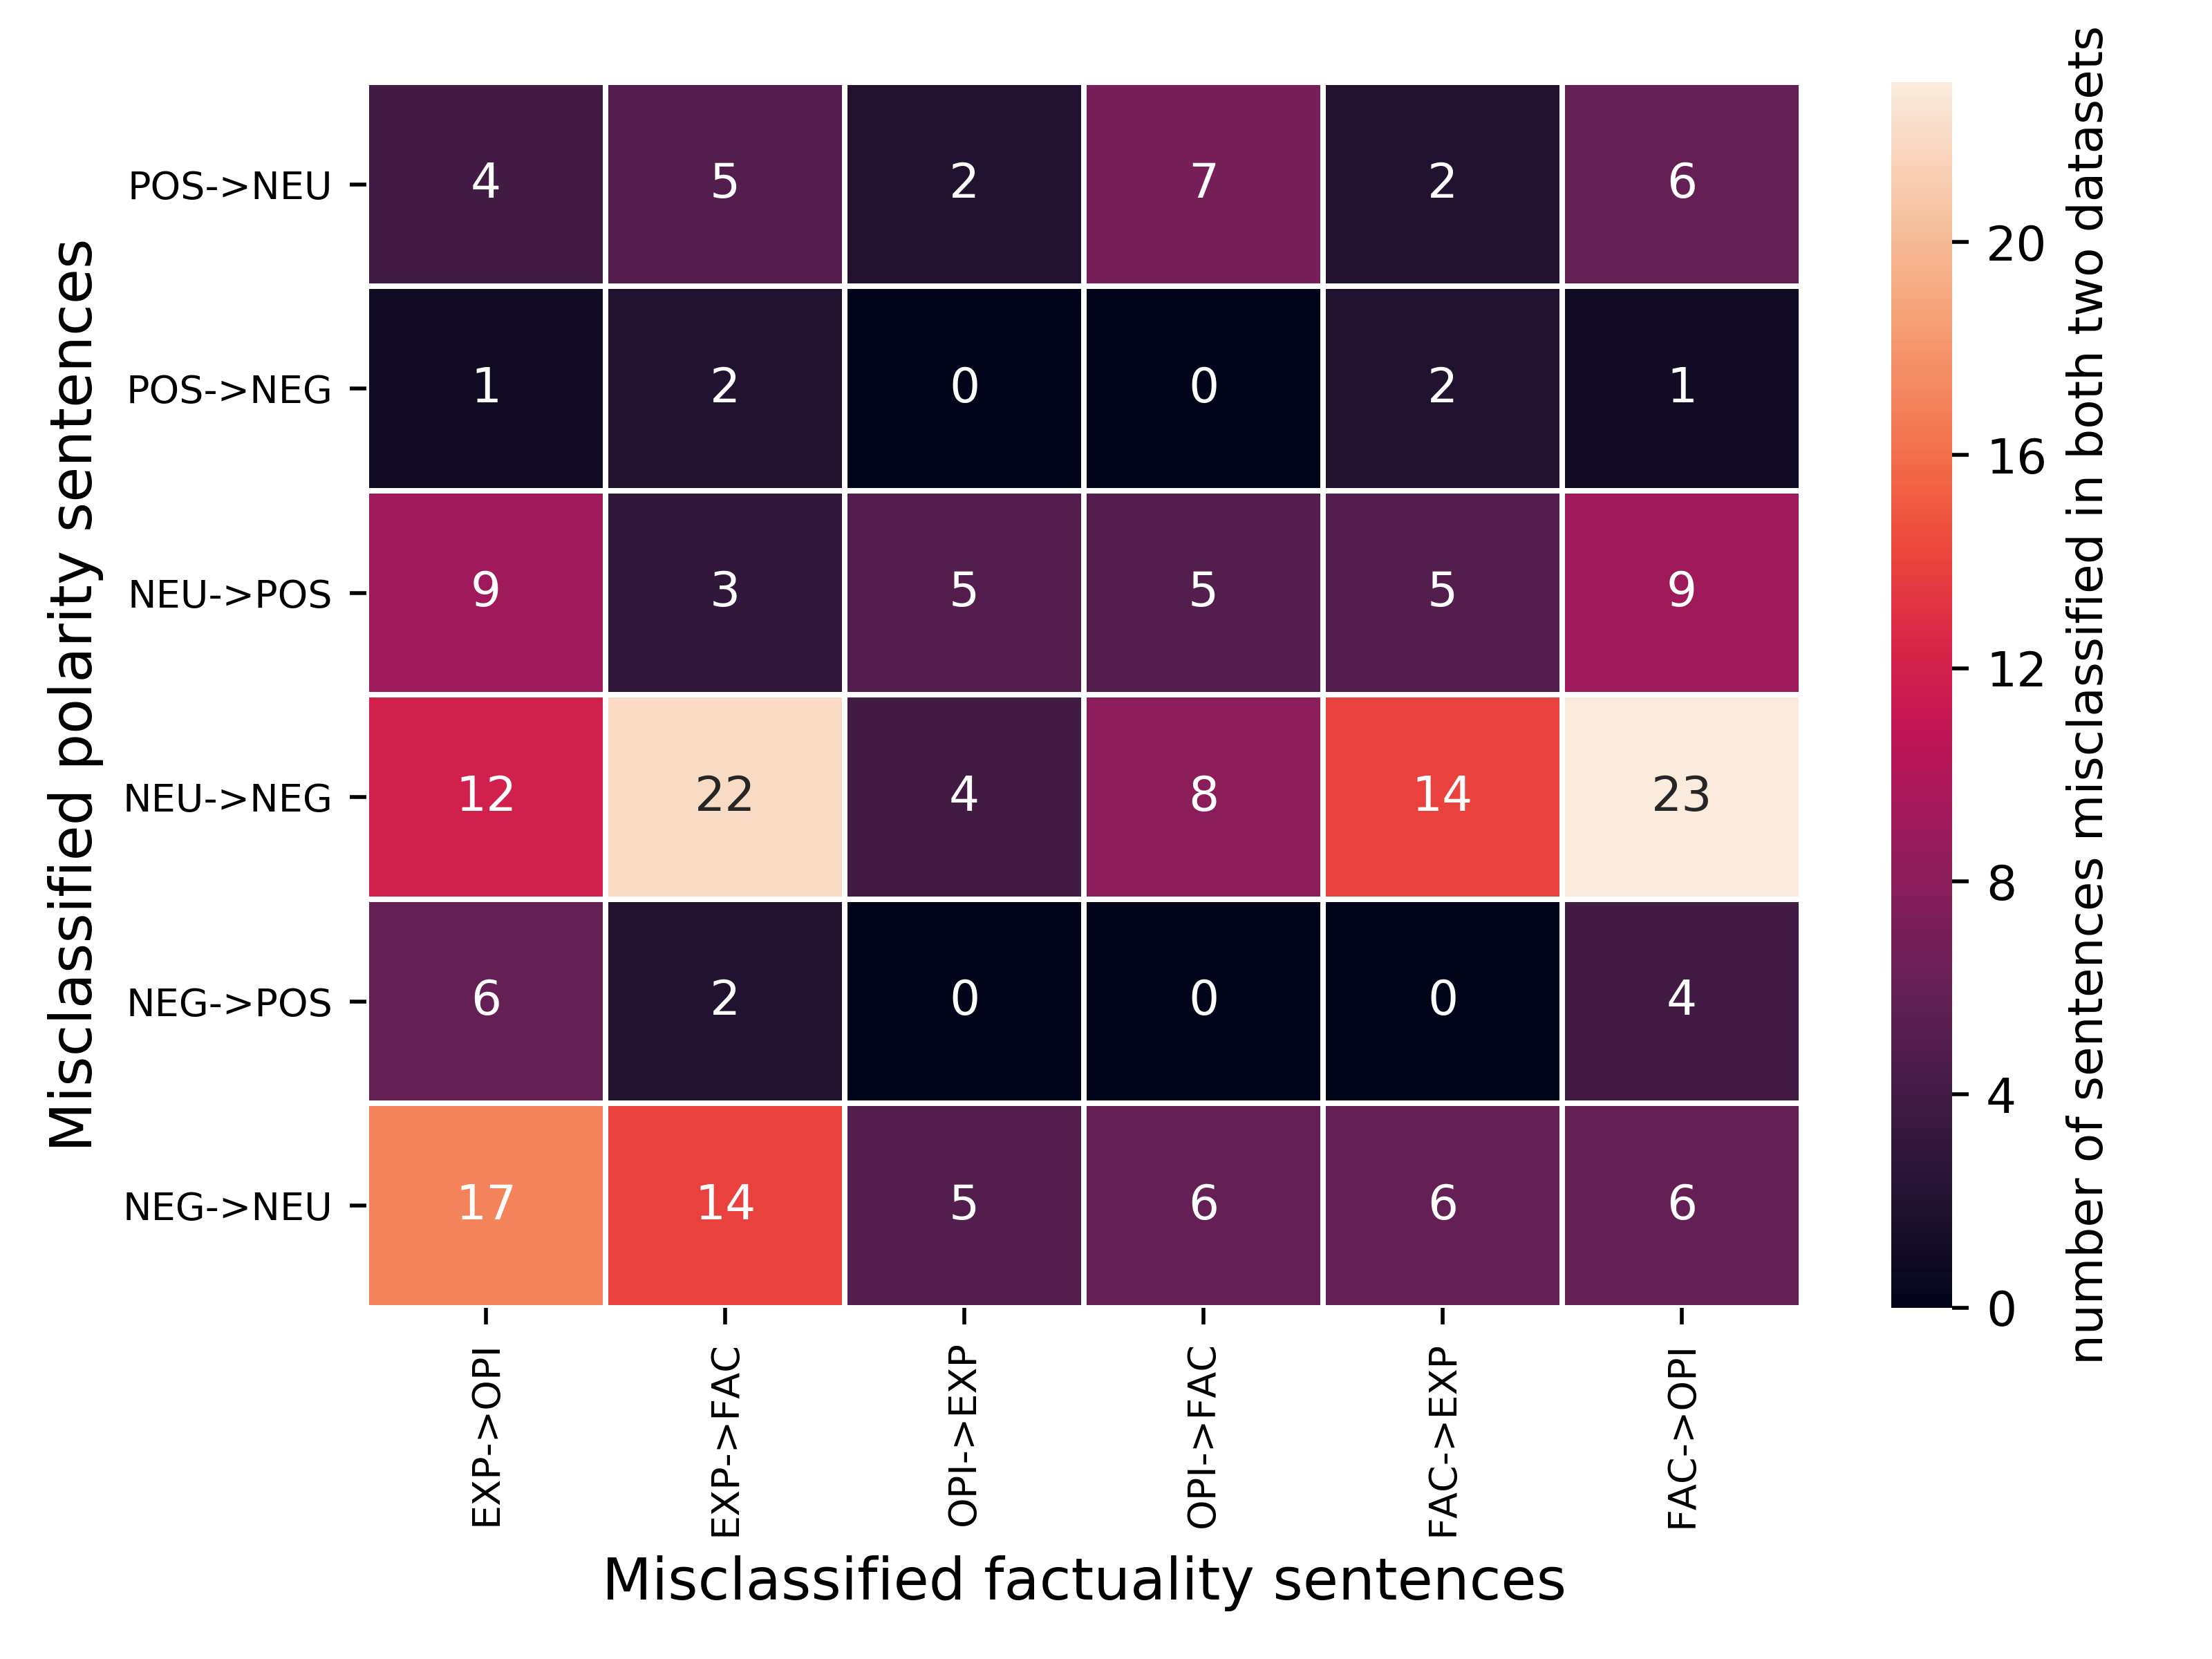 Misclassified polarity sentences
POS->NEU 4 5 2 7 2 6
POS->NEG 1 2 0 0 2 1
NEU->POS 9 3 5 5 5 9
NEU->NEG 12 22 4 8 14 23
NEG->POS 6 2 0 0 0 4
NEG->NEU 17 14 5 6 6 6
EXP->OPI EXP->FAC OPI->EXP OPI->FAC FAC->EXP FAC->OPI
Misclassified factuality sentences
20
16
12
8
4
0
number of sentences misclassified in both two datasets